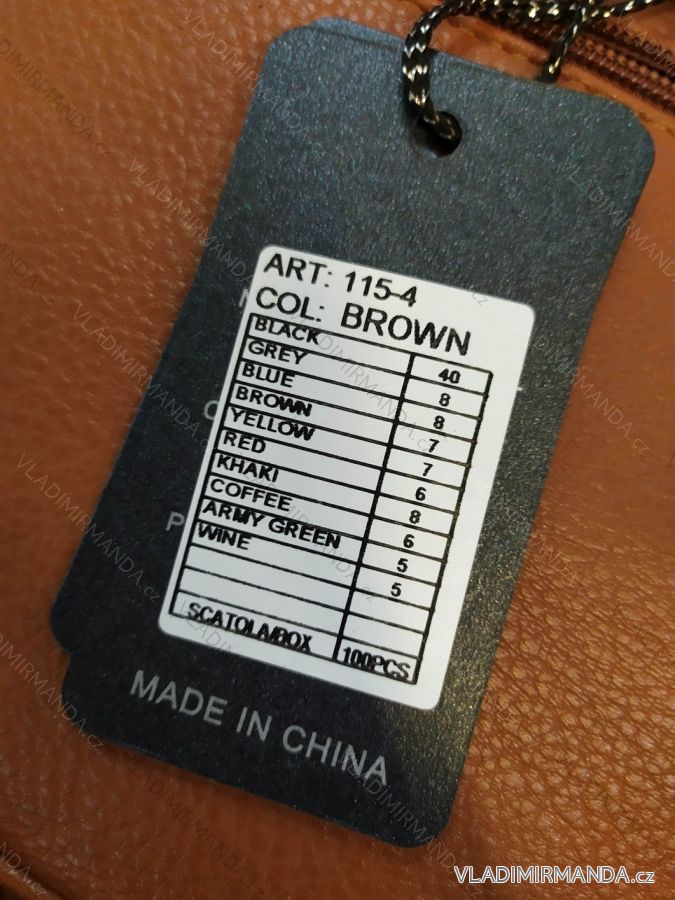 ART: 115-4
COL: BROWN
BLACK 40
GREY 8
BLUE 8
BROWN 7
YELLOW 7
RED 6
KHAKI 8
COFFEE 6
ARMY GREEN 5
WINE 5
SCATOLA/BOX 100PCS
MADE IN CHINA
VLADIMIRMANDA.cz